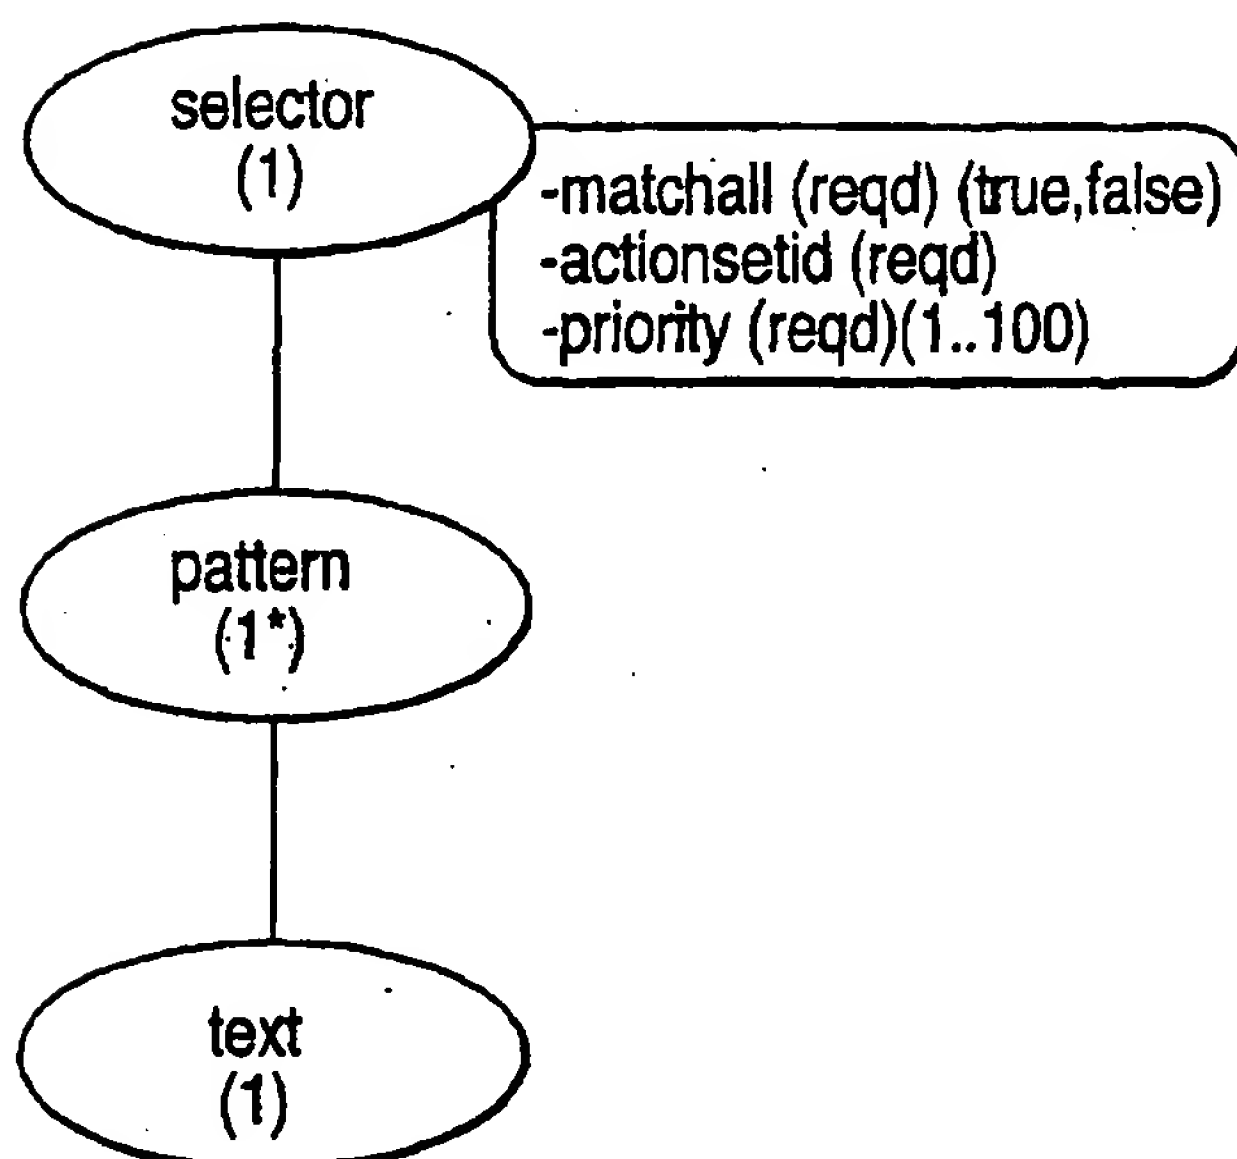 selector
(1)
-matchall (reqd) (true,false)
-actionsetid (reqd)
-priority (reqd)(1..100)
pattern
(1*)
text
(1)